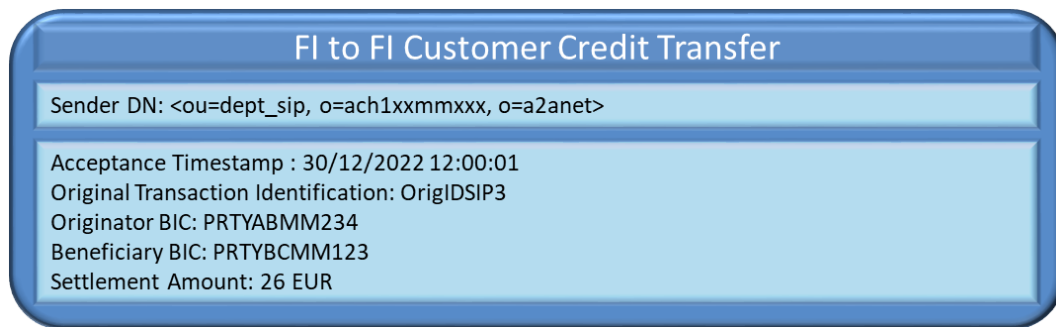 FI to FI Customer Credit Transfer
Sender DN: <ou=dept_sip, o=ach1xxmmxxx, o=a2anet>
Acceptance Timestamp : 30/12/2022 12:00:01
Original Transaction Identification: OrigIDSIP3
Originator BIC: PRTYABMM234
Beneficiary BIC: PRTYBCMM123
Settlement Amount: 26 EUR